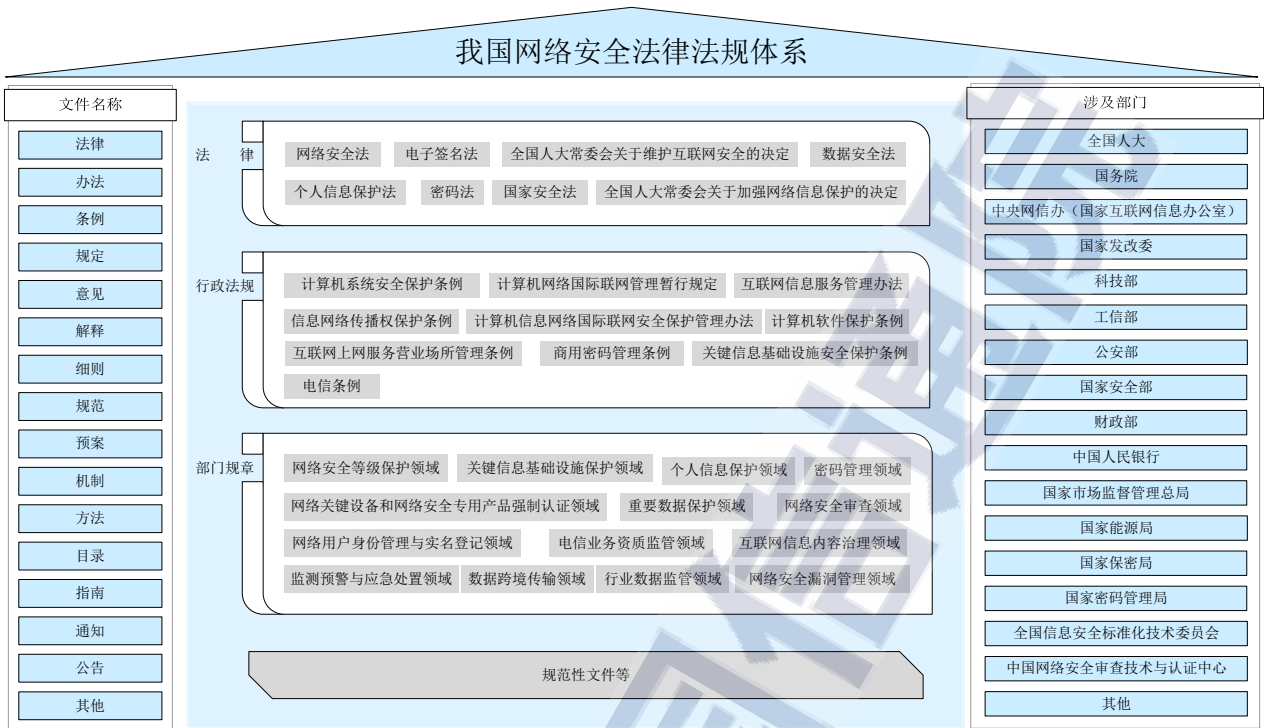 我国网络安全法律法规体系
文件名称
法律
办法
条例
规定
意见
解释
细则
规范
预案
机制
方法
目录
指南
通知
公告
其他
法 律
网络安全法 电子签名法 全国人大常委会关于维护互联网安全的决定 数据安全法
个人信息保护法 密码法 国家安全法 全国人大常委会关于加强网络信息保护的决定
行政法规
计算机系统安全保护条例 计算机网络国际联网管理暂行规定 互联网信息服务管理办法
信息网络传播权保护条例 计算机信息网络国际联网安全保护管理办法 计算机软件保护条例
互联网上网服务营业场所管理条例 商用密码管理条例 关键信息基础设施安全保护条例
电信条例
部门规章
网络安全等级保护领域 关键信息基础设施保护领域 个人信息保护领域 密码管理领域
网络关键设备和网络安全专用产品强制认证领域 重要数据保护领域 网络安全审查领域
网络用户身份管理与实名登记领域 电信业务资质监管领域 互联网信息内容治理领域
监测预警与应急处置领域 数据跨境传输领域 行业数据监管领域 网络安全漏洞管理领域
规范性文件等
涉及部门
全国人大
国务院
中央网信办（国家互联网信息办公室）
国家发改委
科技部
工信部
公安部
国家安全部
财政部
中国人民银行
国家市场监督管理总局
国家能源局
国家保密局
国家密码管理局
全国信息安全标准化技术委员会
中国网络安全审查技术与认证中心
其他
国信通院